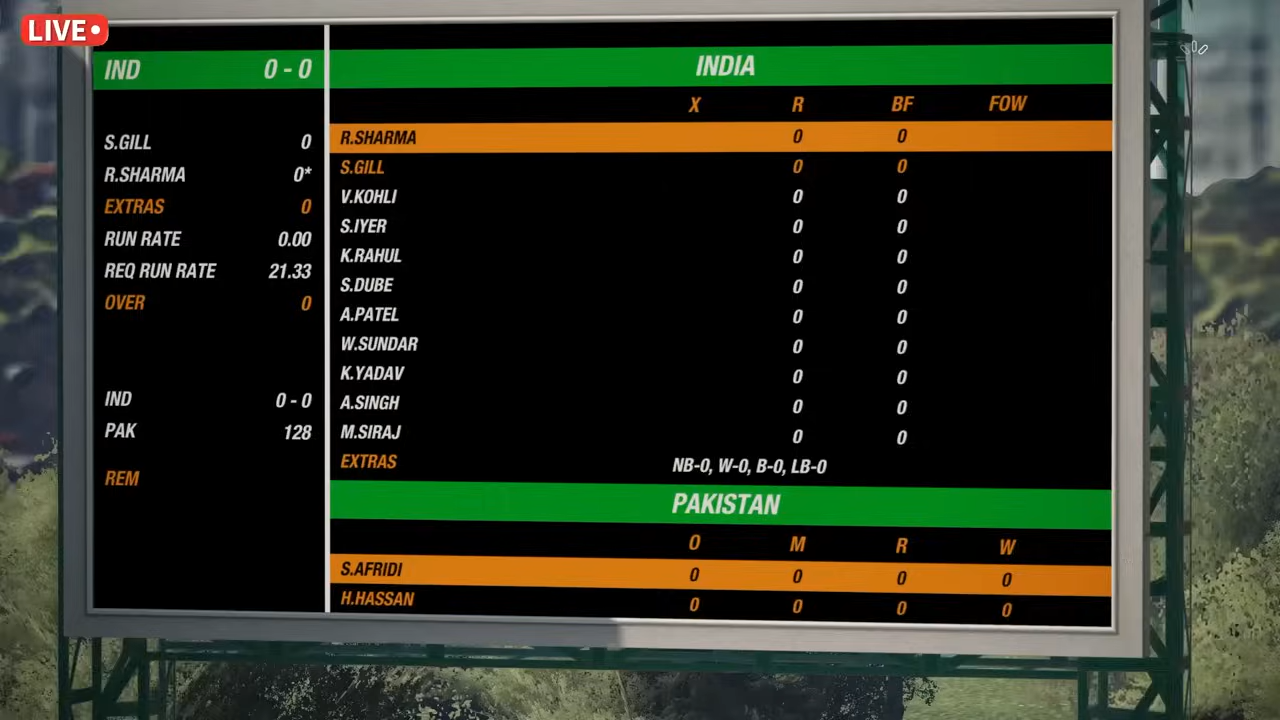 LIVE
IND 0 - 0
S.GILL 0
R.SHARMA 0*
EXTRAS 0
RUN RATE 0.00
REQ RUN RATE 21.33
OVER 0
IND 0 - 0
PAK 128
REM
INDIA
X R BF FOW
R.SHARMA 0 0
S.GILL 0 0
V.KOHLI 0 0
S.IYER 0 0
K.RAHUL 0 0
S.DUBE 0 0
A.PATEL 0 0
W.SUNDAR 0 0
K.YADAV 0 0
A.SINGH 0 0
M.SIRAJ 0 0
EXTRAS NB-0, W-0, B-0, LB-0
PAKISTAN
O M R W
S.AFRIDI 0 0 0 0
H.HASSAN 0 0 0 0